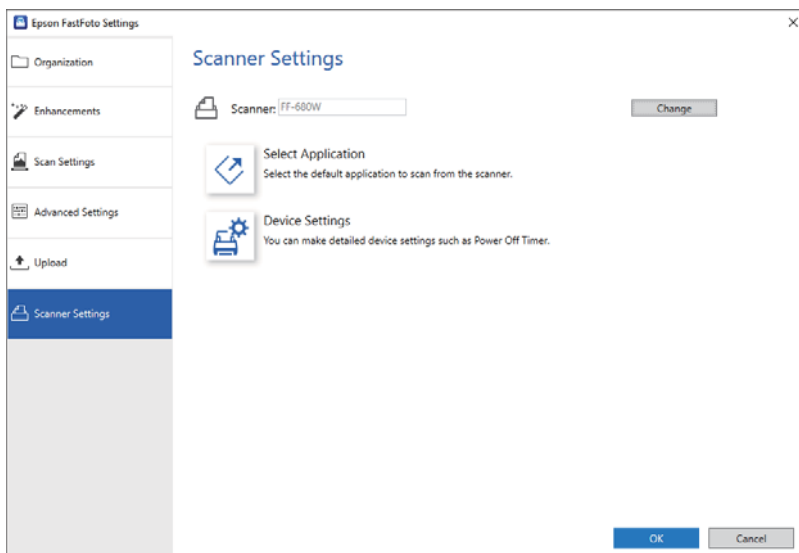 Epson FastFoto Settings
Organization
Enhancements
Scan Settings
Advanced Settings
Upload
Scanner Settings
Scanner Settings
Scanner: FF-680W
Change
Select Application
Select the default application to scan from the scanner.
Device Settings
You can make detailed device settings such as Power Off Timer.
OK
Cancel